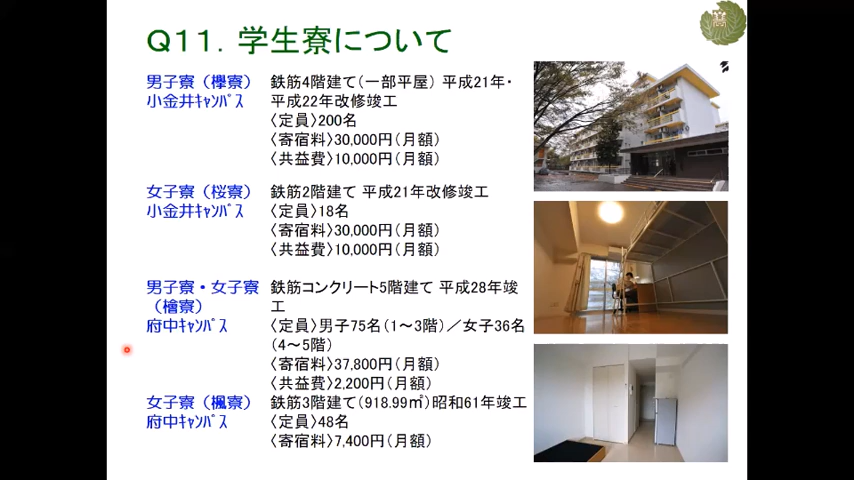 Q11．学生寮について
男子寮（欅寮） 鉄筋4階建て（一部平屋） 平成21年・
小金井ｷｬﾝﾊﾟｽ 平成22年改修竣工
〈定員〉200名
〈寄宿料〉30,000円（月額）
〈共益費〉10,000円（月額）
女子寮（桜寮） 鉄筋2階建て 平成21年改修竣工
小金井ｷｬﾝﾊﾟｽ 〈定員〉18名
〈寄宿料〉30,000円（月額）
〈共益費〉10,000円（月額）
男子寮・女子寮 鉄筋コンクリート5階建て 平成28年竣
（檜寮） 工
府中ｷｬﾝﾊﾟｽ 〈定員〉男子75名（1～3階）／女子36名
（4～5階）
〈寄宿料〉37,800円（月額）
〈共益費〉2,200円（月額）
女子寮（楓寮） 鉄筋3階建て（918.99㎡）昭和61年竣工
府中ｷｬﾝﾊﾟｽ 〈定員〉48名
〈寄宿料〉7,400円（月額）